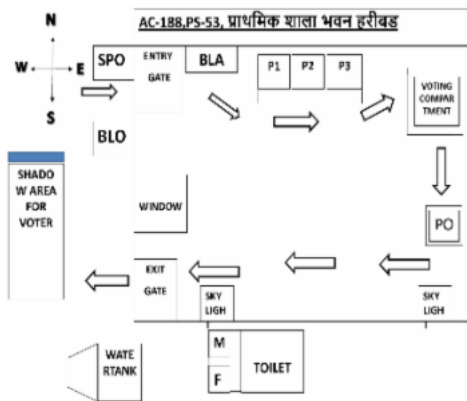 AC-188,PS-53, प्राथमिक शाला भवन हरीबड
N
W E
S
SPO
ENTRY
GATE
BLA
P1 P2 P3
VOTING
COMPAR
TMENT
BLO
SHADO
W AREA
FOR
VOTER
WINDOW
PO
EXIT
GATE
SKY
LIGH
SKY
LIGH
WATE
RTANK
M
F
TOILET